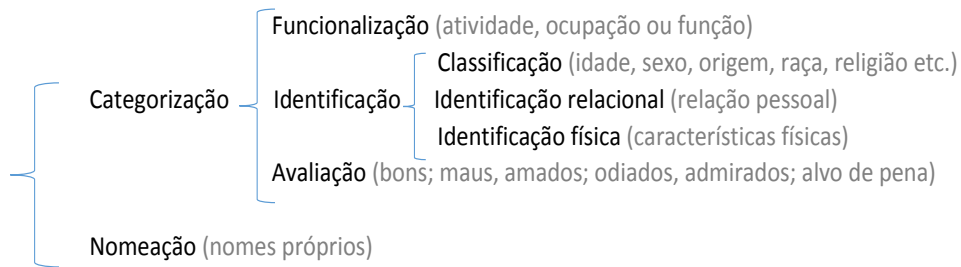 Funcionalização (atividade, ocupação ou função)
Classificação (idade, sexo, origem, raça, religião etc.)
Categorização
Identificação
Identificação relacional (relação pessoal)
Identificação física (características físicas)
Avaliação (bons; maus, amados; odiados, admirados; alvo de pena)
Nomeação (nomes próprios)